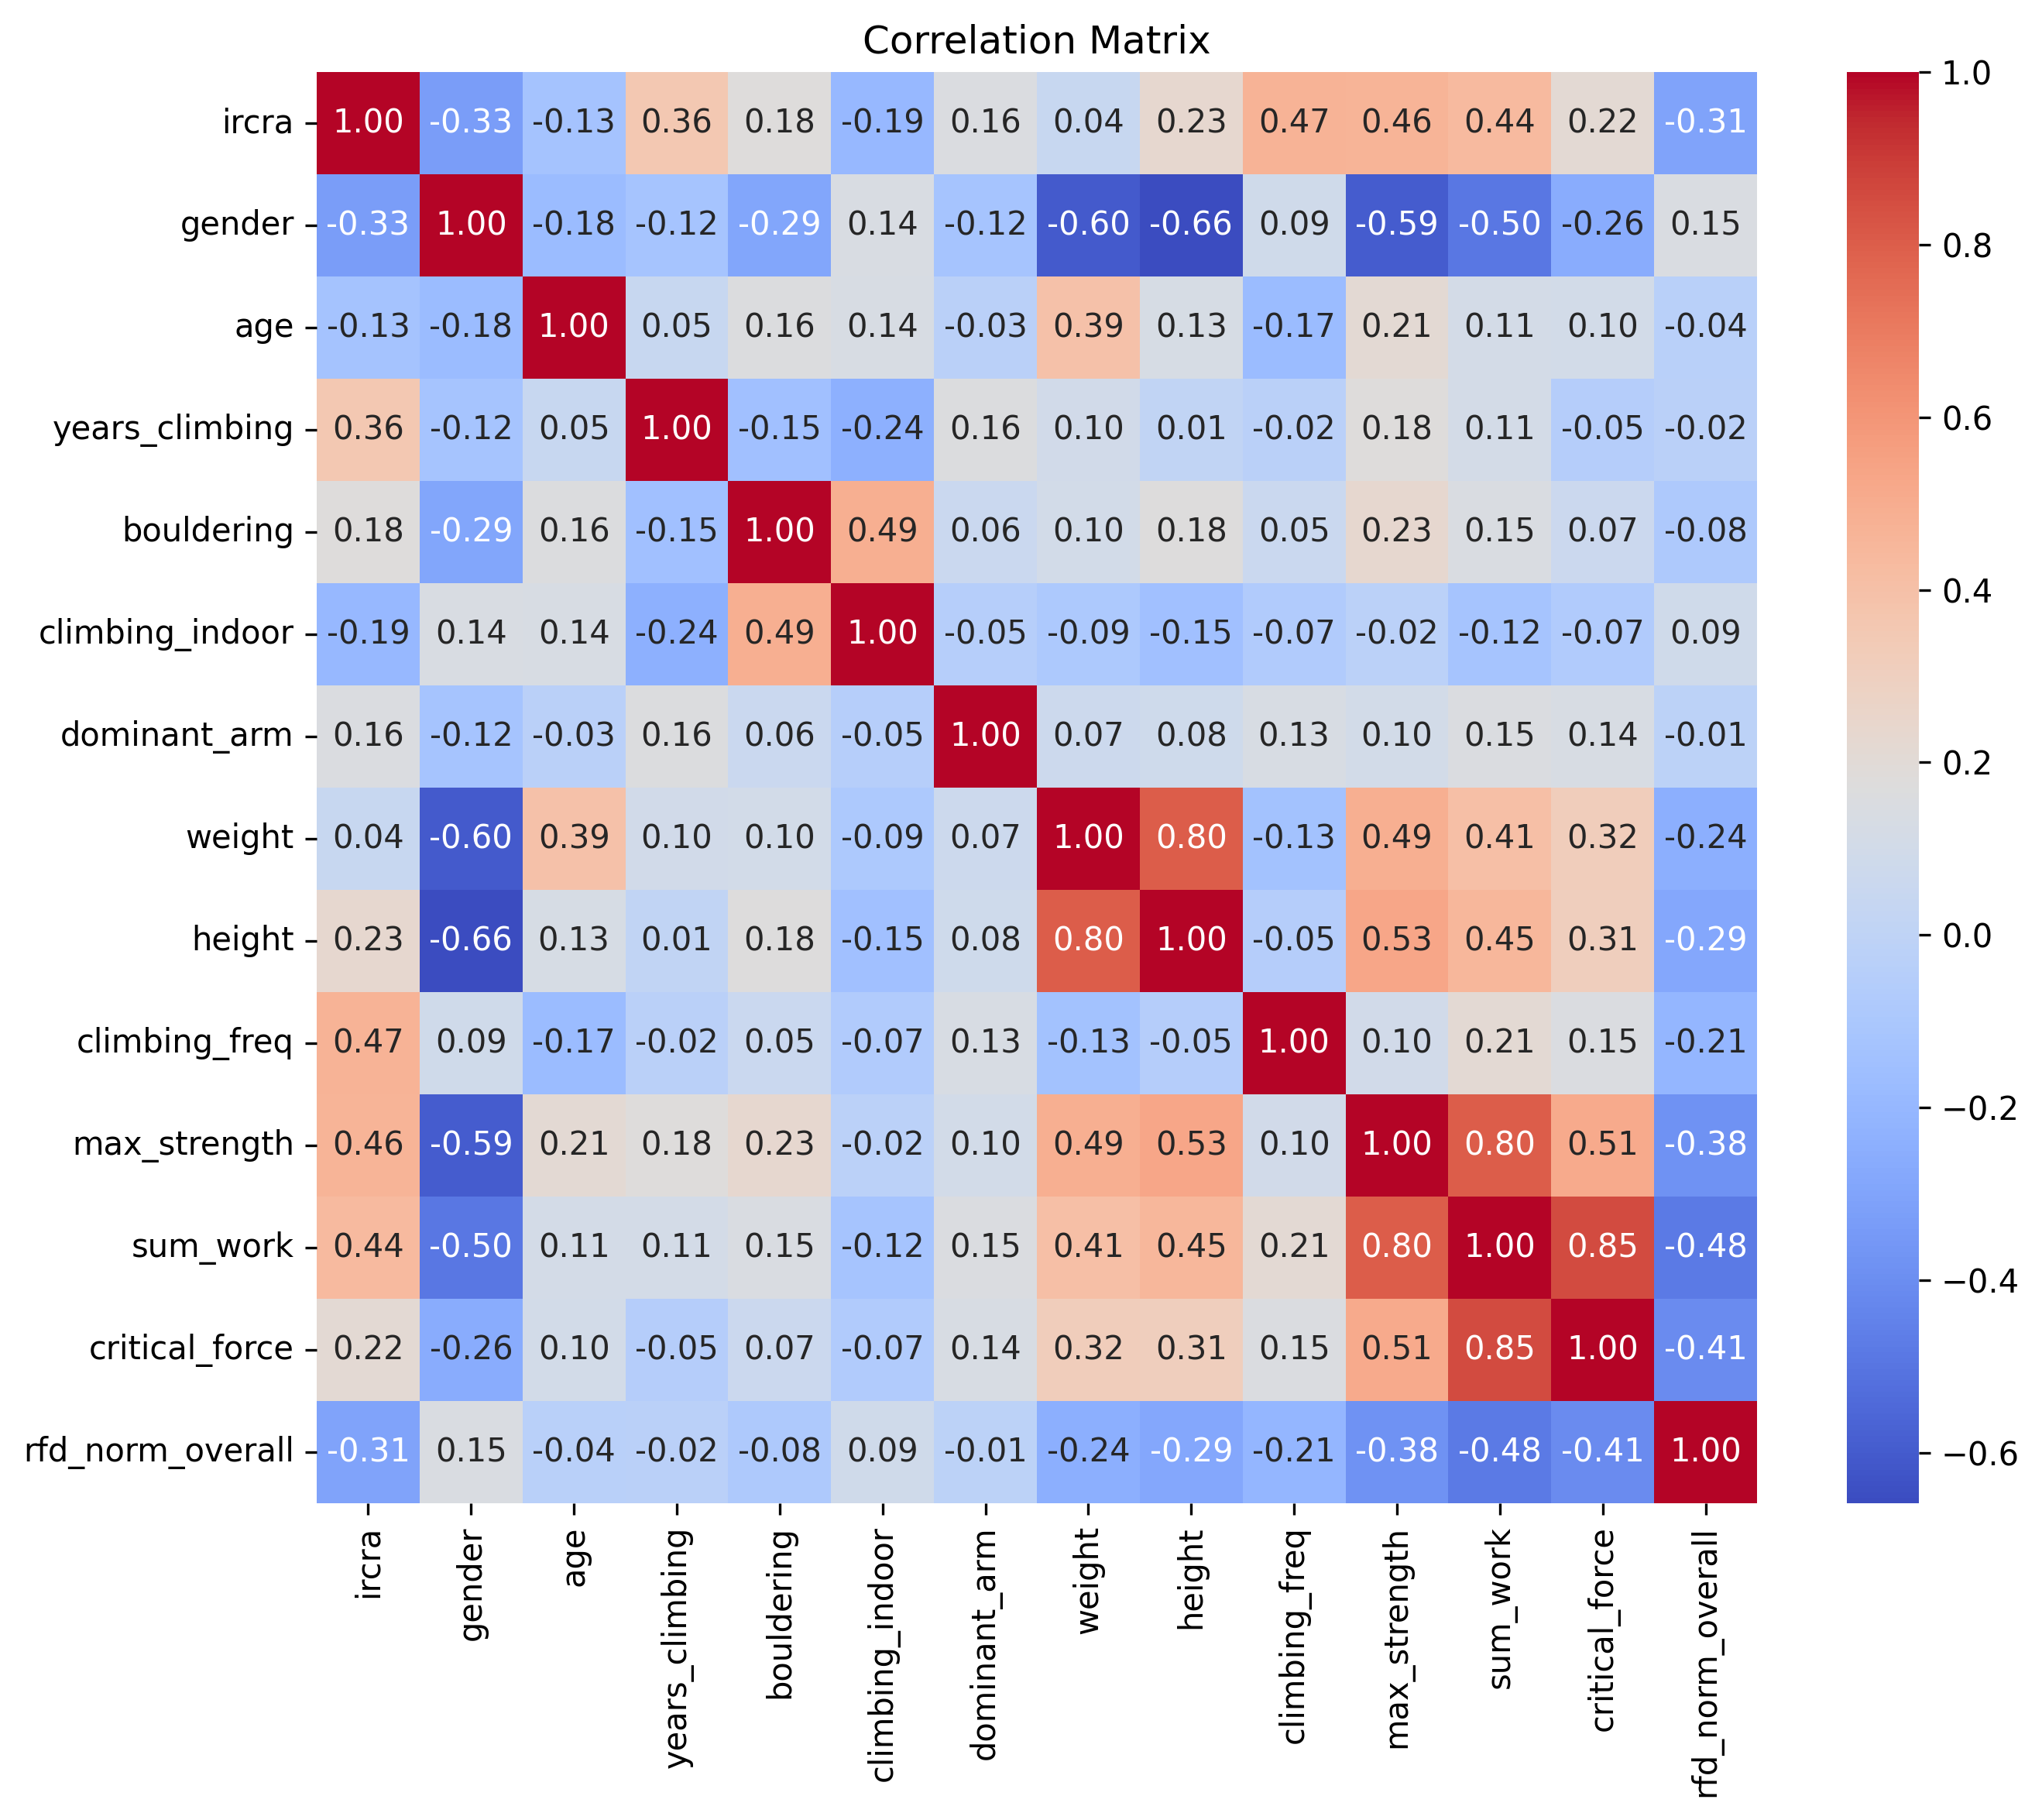 Correlation Matrix
ircra 1.00 -0.33 -0.13 0.36 0.18 -0.19 0.16 0.04 0.23 0.47 0.46 0.44 0.22 -0.31
gender -0.33 1.00 -0.18 -0.12 -0.29 0.14 -0.12 -0.60 -0.66 0.09 -0.59 -0.50 -0.26 0.15
age -0.13 -0.18 1.00 0.05 0.16 0.14 -0.03 0.39 0.13 -0.17 0.21 0.11 0.10 -0.04
years_climbing 0.36 -0.12 0.05 1.00 -0.15 -0.24 0.16 0.10 0.01 -0.02 0.18 0.11 -0.05 -0.02
bouldering 0.18 -0.29 0.16 -0.15 1.00 0.49 0.06 0.10 0.18 0.05 0.23 0.15 0.07 -0.08
climbing_indoor -0.19 0.14 0.14 -0.24 0.49 1.00 -0.05 -0.09 -0.15 -0.07 -0.02 -0.12 -0.07 0.09
dominant_arm 0.16 -0.12 -0.03 0.16 0.06 -0.05 1.00 0.07 0.08 0.13 0.10 0.15 0.14 -0.01
weight 0.04 -0.60 0.39 0.10 0.10 -0.09 0.07 1.00 0.80 -0.13 0.49 0.41 0.32 -0.24
height 0.23 -0.66 0.13 0.01 0.18 -0.15 0.08 0.80 1.00 -0.05 0.53 0.45 0.31 -0.29
climbing_freq 0.47 0.09 -0.17 -0.02 0.05 -0.07 0.13 -0.13 -0.05 1.00 0.10 0.21 0.15 -0.21
max_strength 0.46 -0.59 0.21 0.18 0.23 -0.02 0.10 0.49 0.53 0.10 1.00 0.80 0.51 -0.38
sum_work 0.44 -0.50 0.11 0.11 0.15 -0.12 0.15 0.41 0.45 0.21 0.80 1.00 0.85 -0.48
critical_force 0.22 -0.26 0.10 -0.05 0.07 -0.07 0.14 0.32 0.31 0.15 0.51 0.85 1.00 -0.41
rfd_norm_overall -0.31 0.15 -0.04 -0.02 -0.08 0.09 -0.01 -0.24 -0.29 -0.21 -0.38 -0.48 -0.41 1.00
ircra
gender
age
years_climbing
bouldering
climbing_indoor
dominant_arm
weight
height
climbing_freq
max_strength
sum_work
critical_force
rfd_norm_overall
1.0
0.8
0.6
0.4
0.2
0.0
−0.2
−0.4
−0.6